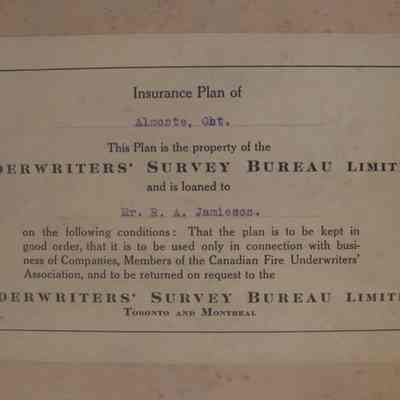 Insurance Plan of
Almonte, Ont.
This Plan is the property of the
DERWRITERS' SURVEY BUREAU LIMIT
and is loaned to
Mr. R. A. Jamieson.
on the following conditions: That the plan is to be kept in
good order, that it is to be used only in connection with busi-
ness of Companies, Members of the Canadian Fire Underwriters'
Association, and to be returned on request to the
DERWRITERS' SURVEY BUREAU LIMITE
TORONTO AND MONTREAL